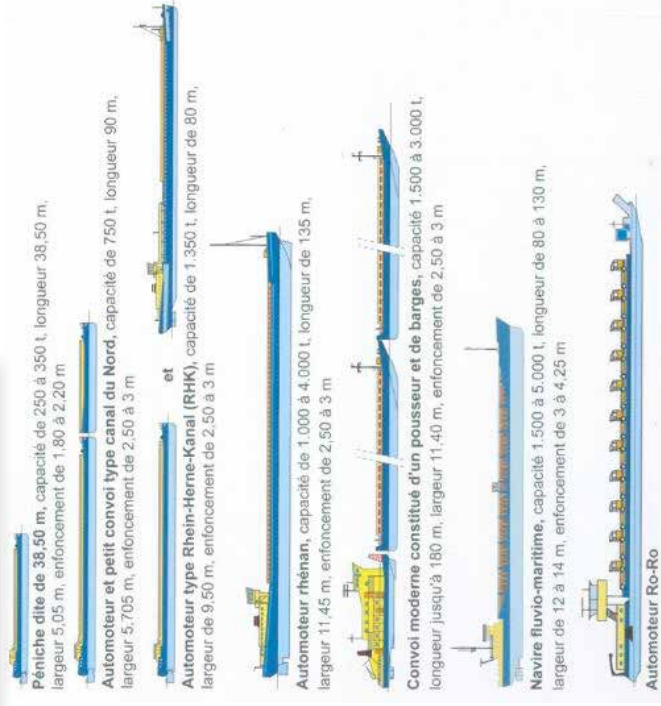 Péniche dite de 38,50 m, capacité de 250 à 350 t, longueur 38,50 m,
largeur 5,05 m, enfoncement de 1,80 à 2,20 m
Automoteur et petit convoi type canal du Nord, capacité de 750 t, longueur 90 m,
largeur 5,705 m, enfoncement de 2,50 à 3 m
et
Automoteur type Rhein-Herne-Kanal (RHK), capacité de 1.350 t, longueur de 80 m,
largeur de 9,50 m, enfoncement de 2,50 à 3 m
Automoteur rhénan, capacité de 1.000 à 4.000 t, longueur de 135 m,
largeur 11,45 m, enfoncement de 2,50 à 3 m
Convoi moderne constitué d'un pousseur et de barges, capacité 1.500 à 3.000 t,
longueur jusqu'à 180 m, largeur 11,40 m, enfoncement de 2,50 à 3 m
Navire fluvio-maritime, capacité 1.500 à 5.000 t, longueur de 80 à 130 m,
largeur de 12 à 14 m, enfoncement de 3 à 4,25 m
Automoteur Ro-Ro